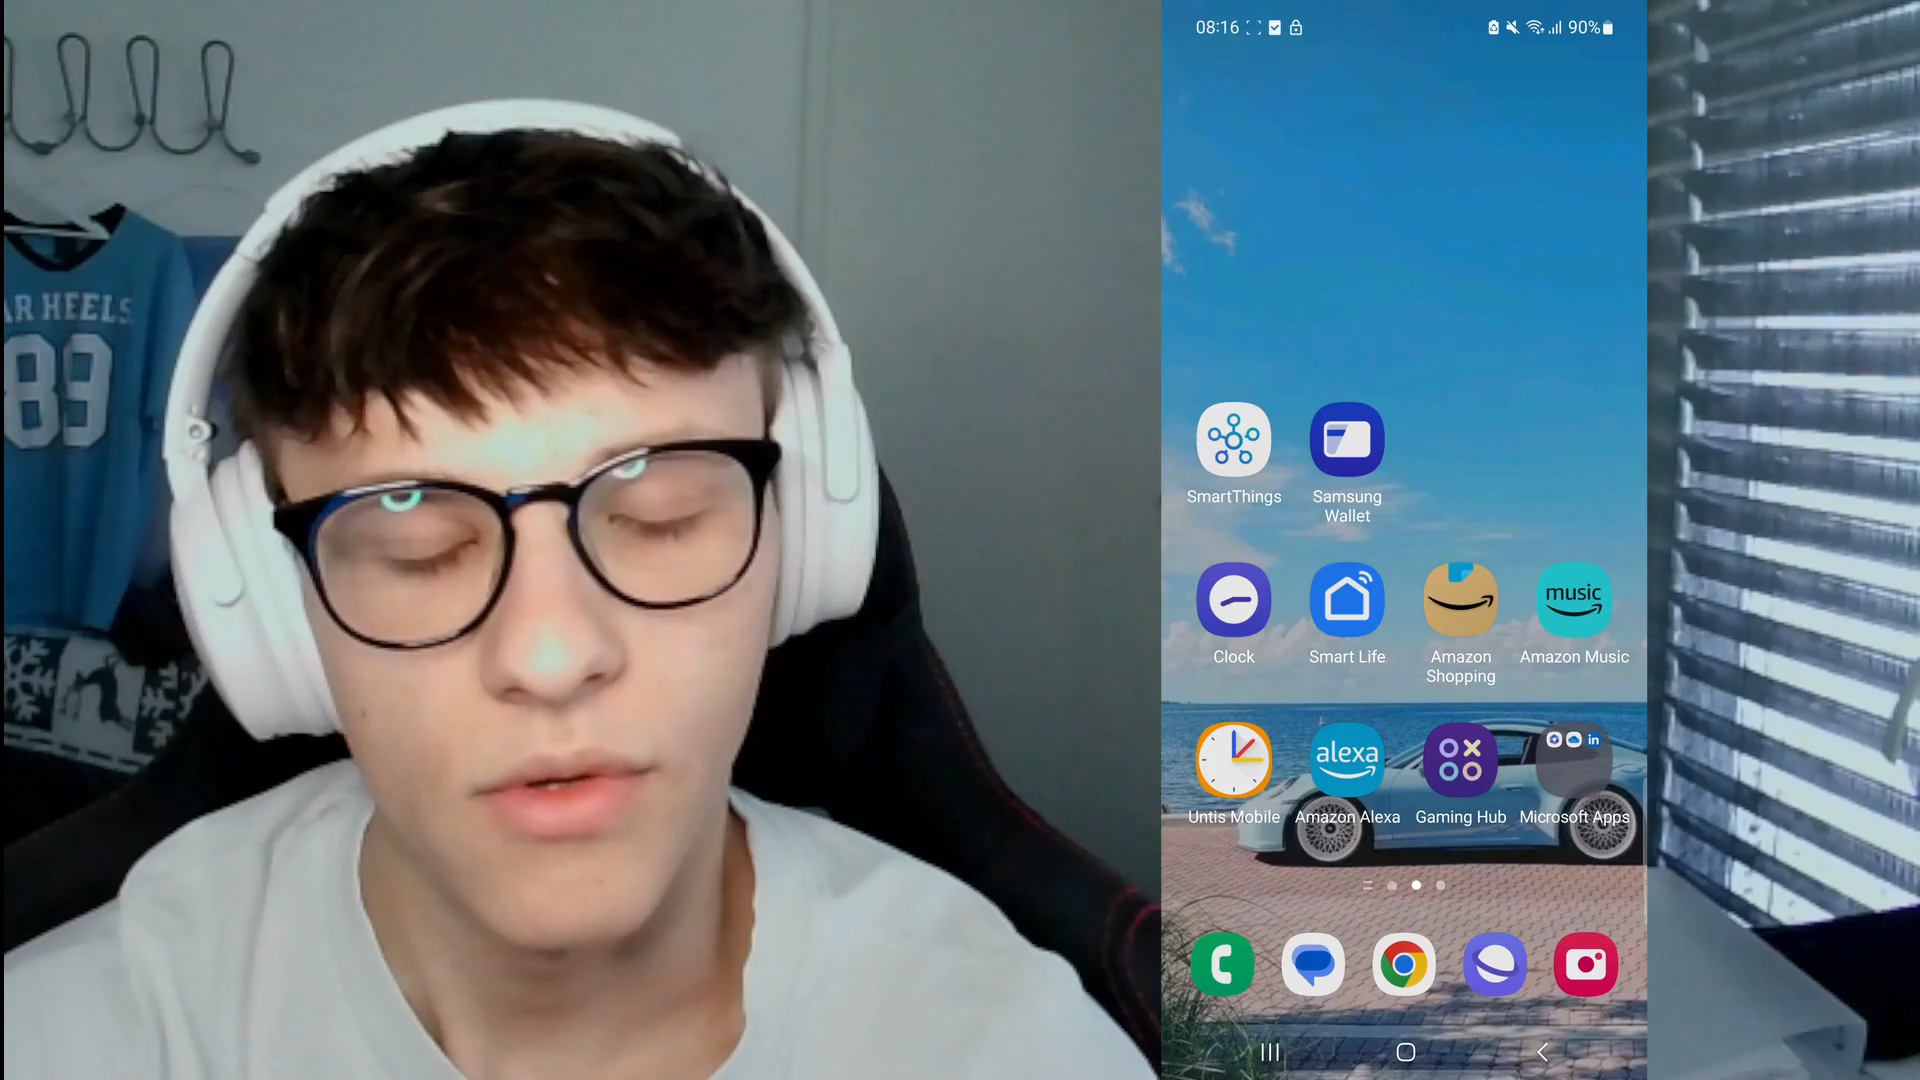 AR HEELS
89
08:16
90%
SmartThings
Samsung
Wallet
music
Clock
Smart Life
Amazon
Shopping
Amazon Music
alexa
in
Untis Mobile
Amazon Alexa
Gaming Hub
Microsoft Apps